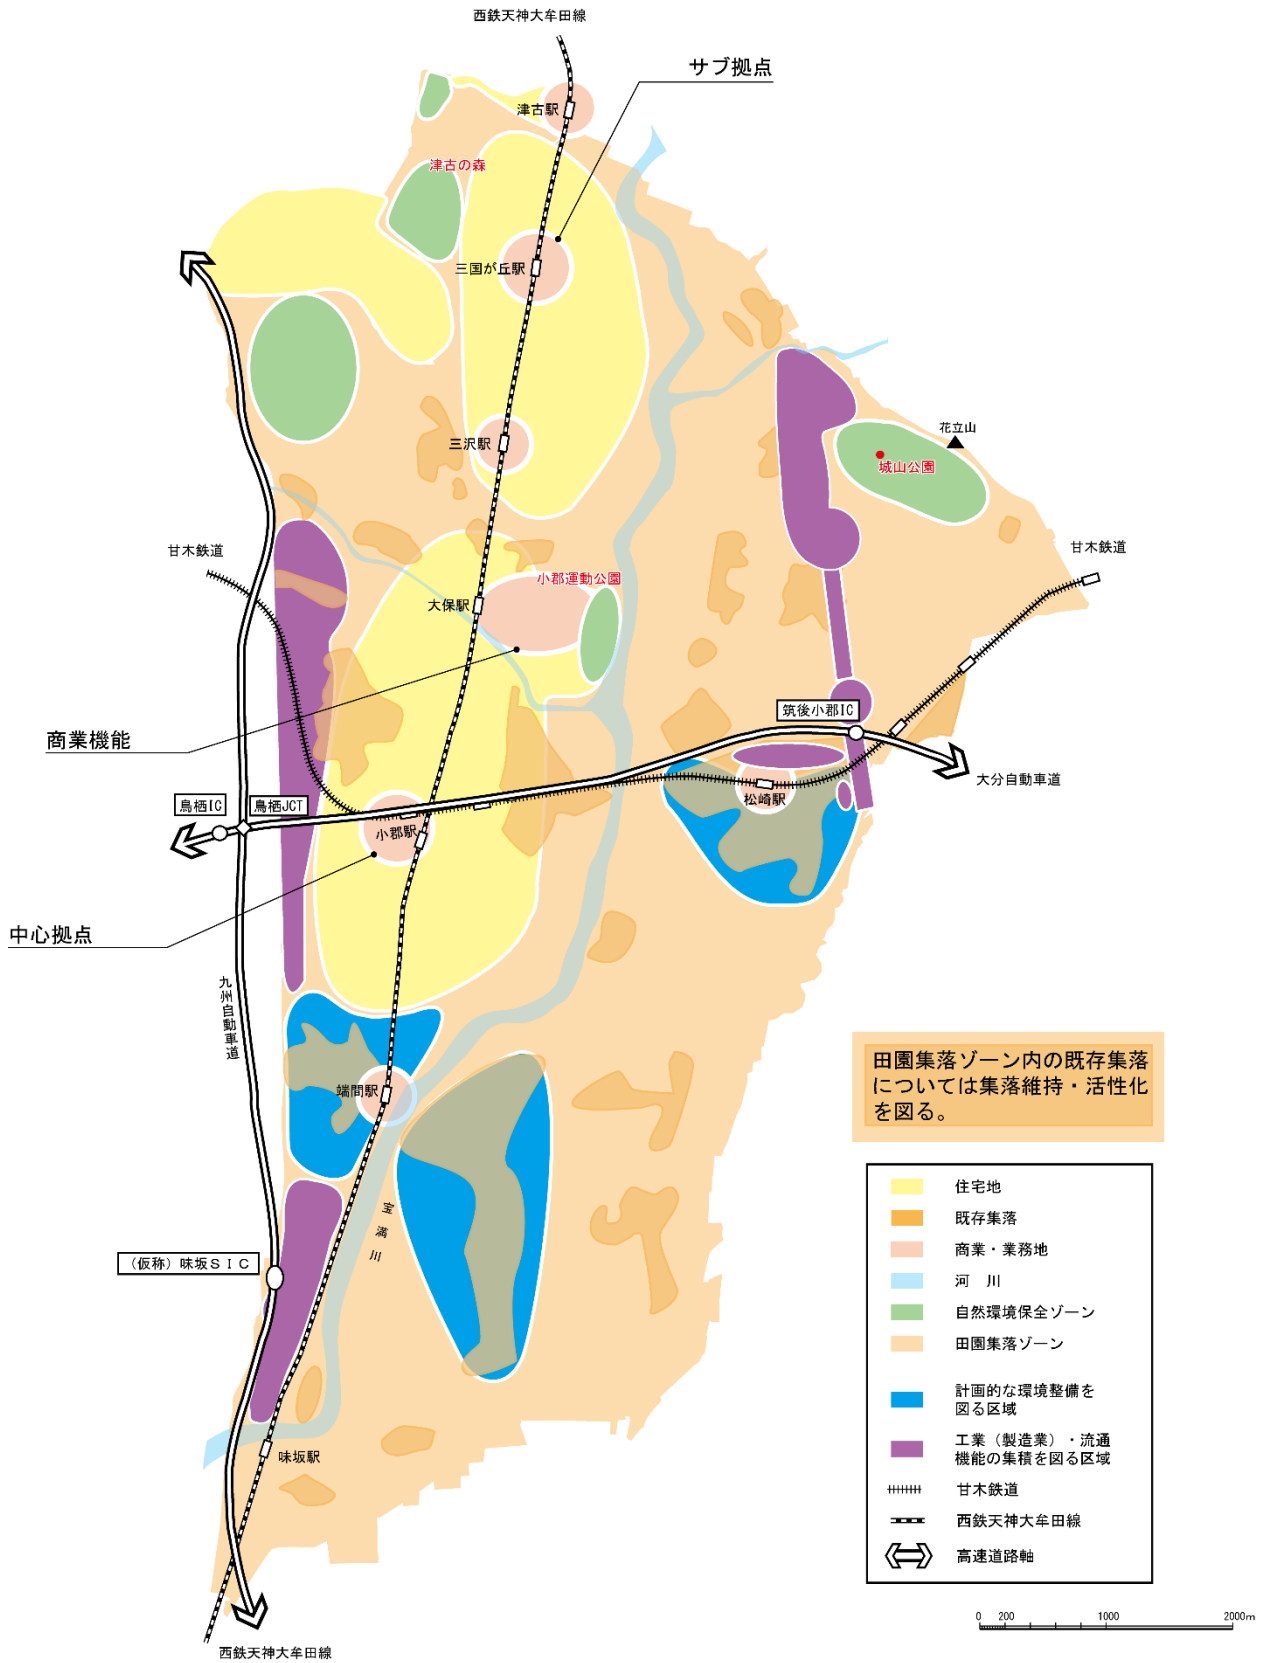 西鉄天神大牟田線
サブ拠点
津古駅
津古の森
三国が丘駅
三沢駅
花立山
城山公園
甘木鉄道
甘木鉄道
小郡運動公園
大保駅
筑後小郡IC
商業機能
大分自動車道
鳥栖IC
鳥栖JCT
松崎駅
小郡駅
中心拠点
九州自動車道
端間駅
宝満川
(仮称)味坂SIC
味坂駅
西鉄天神大牟田線
田園集落ゾーン内の既存集落
については集落維持・活性化
を図る。
住宅地
既存集落
商業・業務地
河 川
自然環境保全ゾーン
田園集落ゾーン
計画的な環境整備を
図る区域
工業(製造業)・流通
機能の集積を図る区域
甘木鉄道
西鉄天神大牟田線
高速道路軸
0 200 1000 2000m